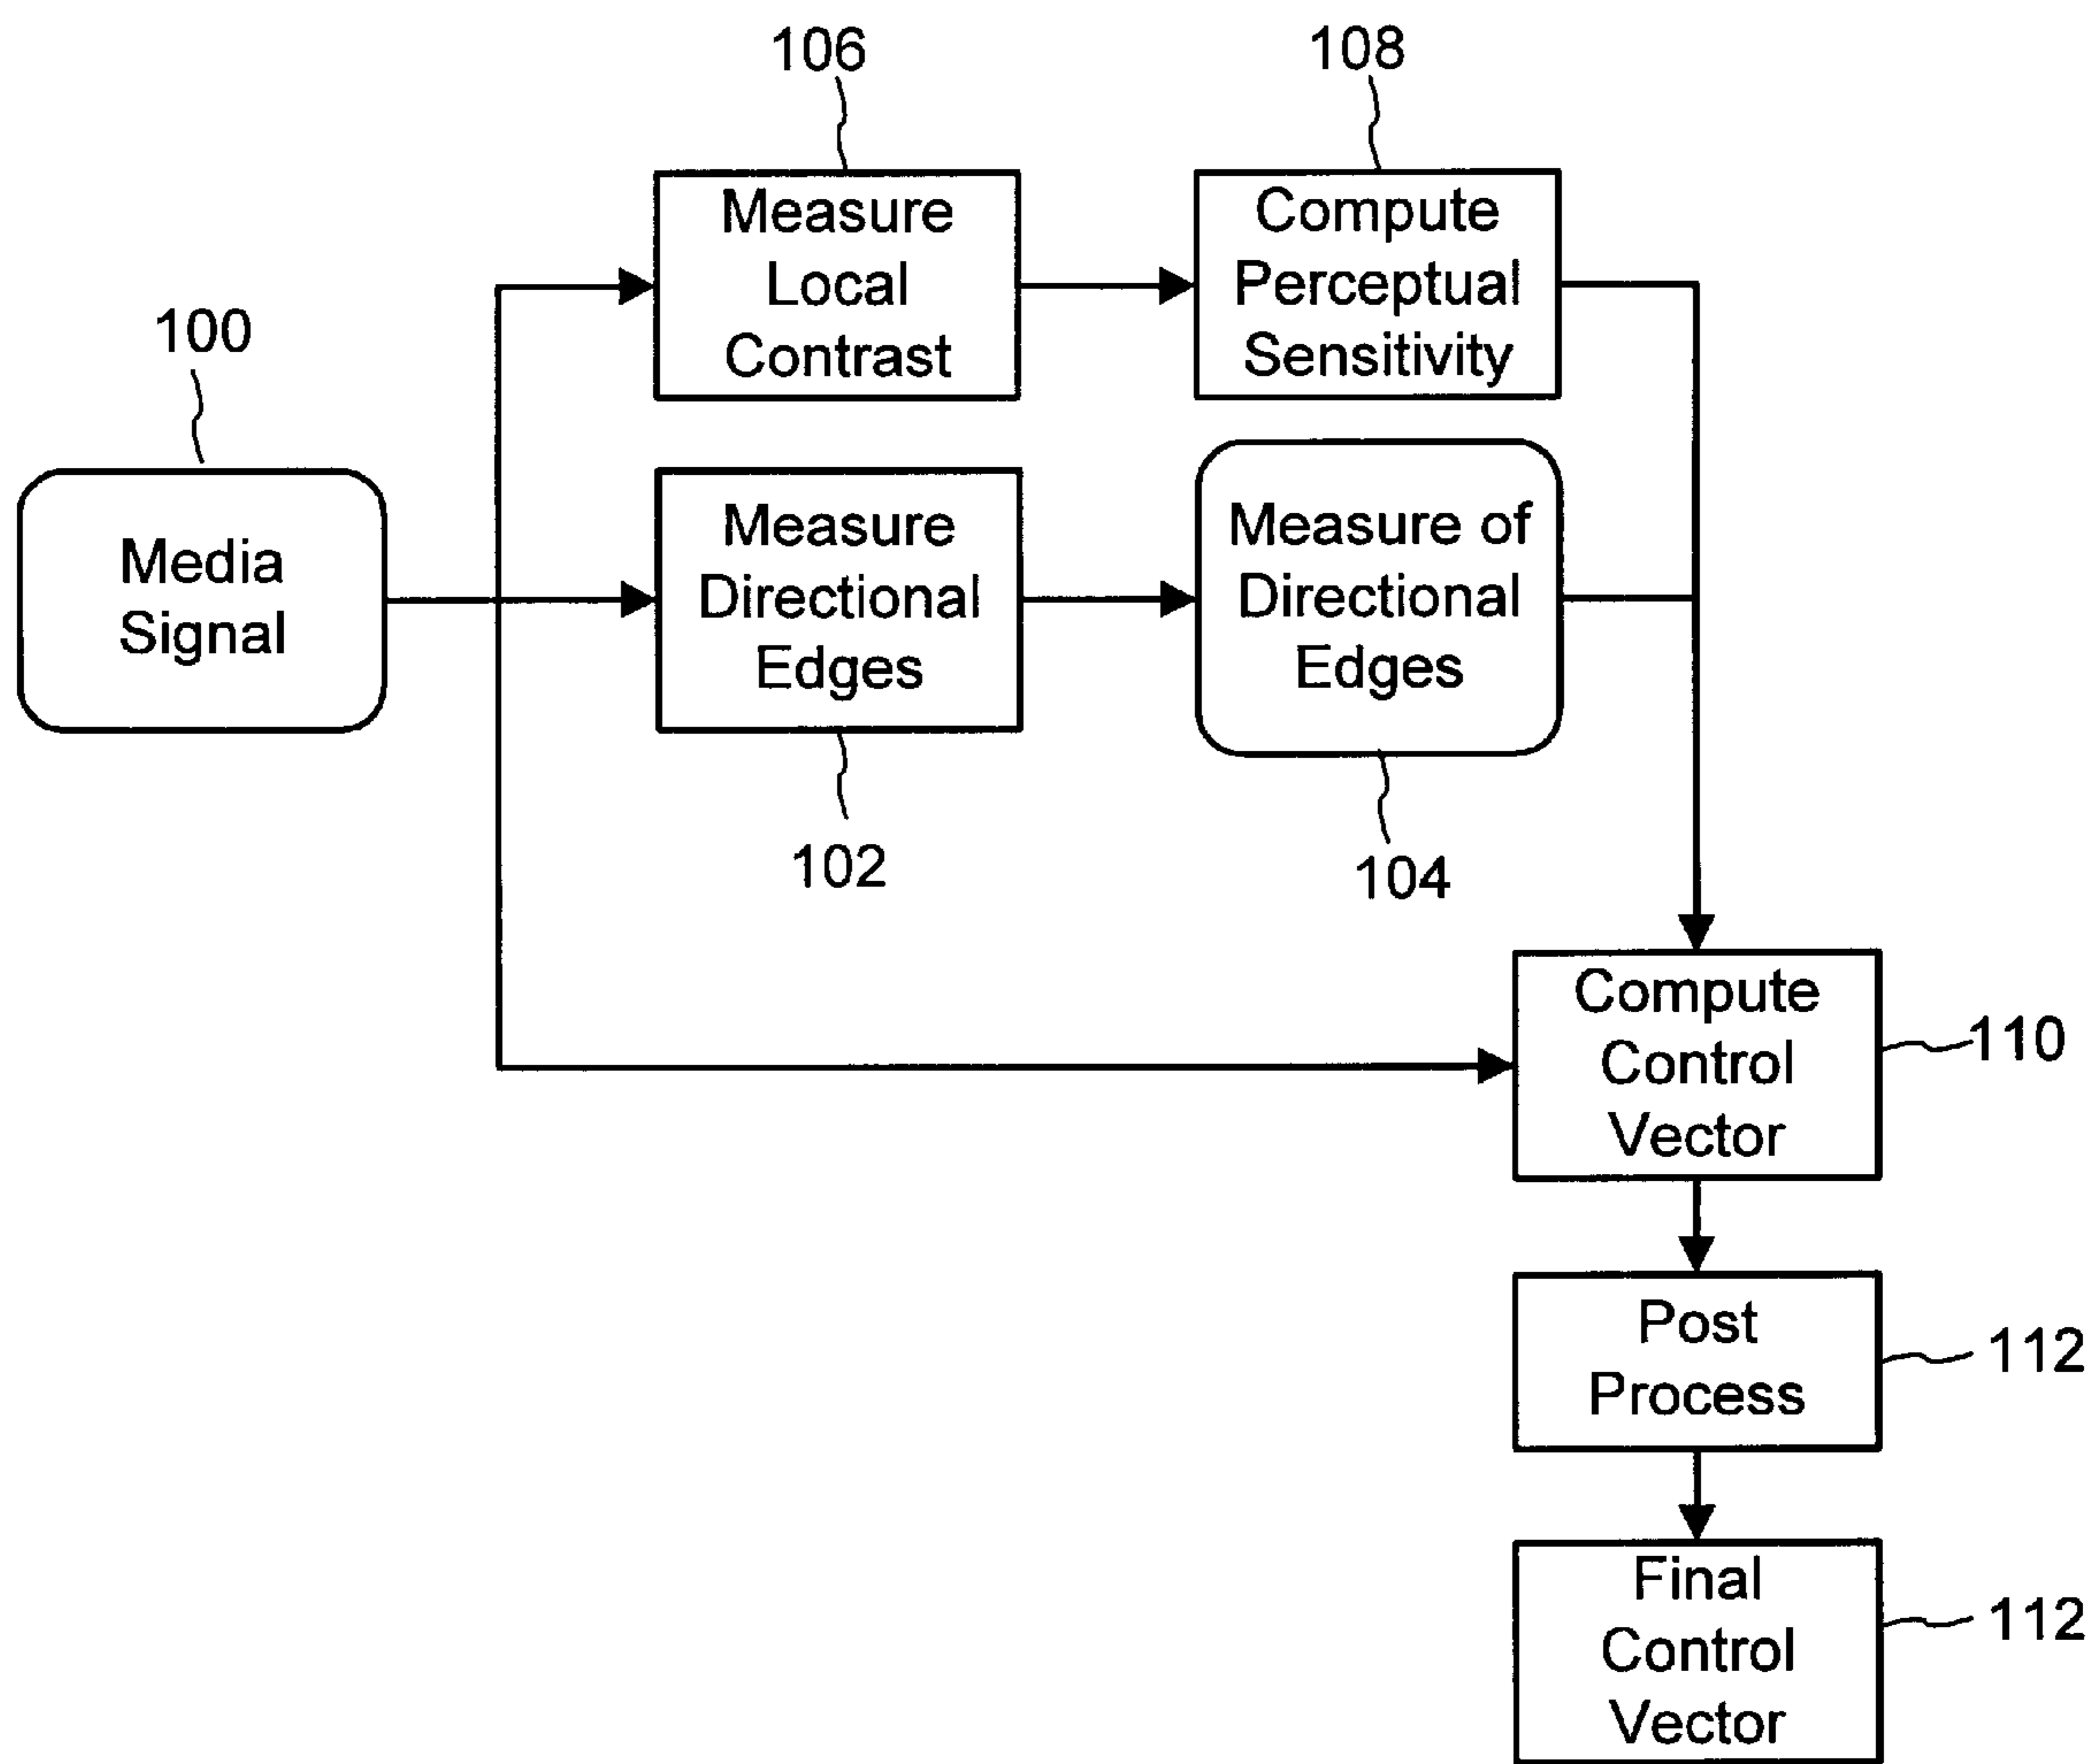 106
108
Measure
Local
Contrast
Compute
Perceptual
Sensitivity
100
Media
Signal
Measure
Directional
Edges
Measure of
Directional
Edges
102
104
Compute
Control
Vector
110
Post
Process
112
Final
Control
Vector
112